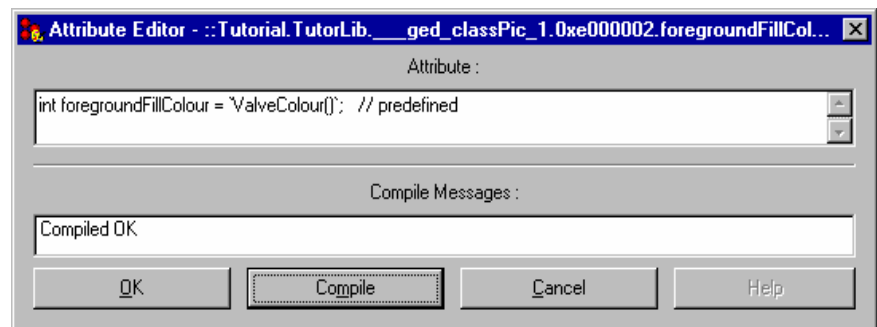 Attribute Editor - ::Tutorial.TutorLib.___ged_classPic_1.0xe000002.foregroundFillCol...
Attribute :
int foregroundFillColour = `ValveColour()`;   // predefined
Compile Messages :
Compiled OK
OK
Compile
Cancel
Help